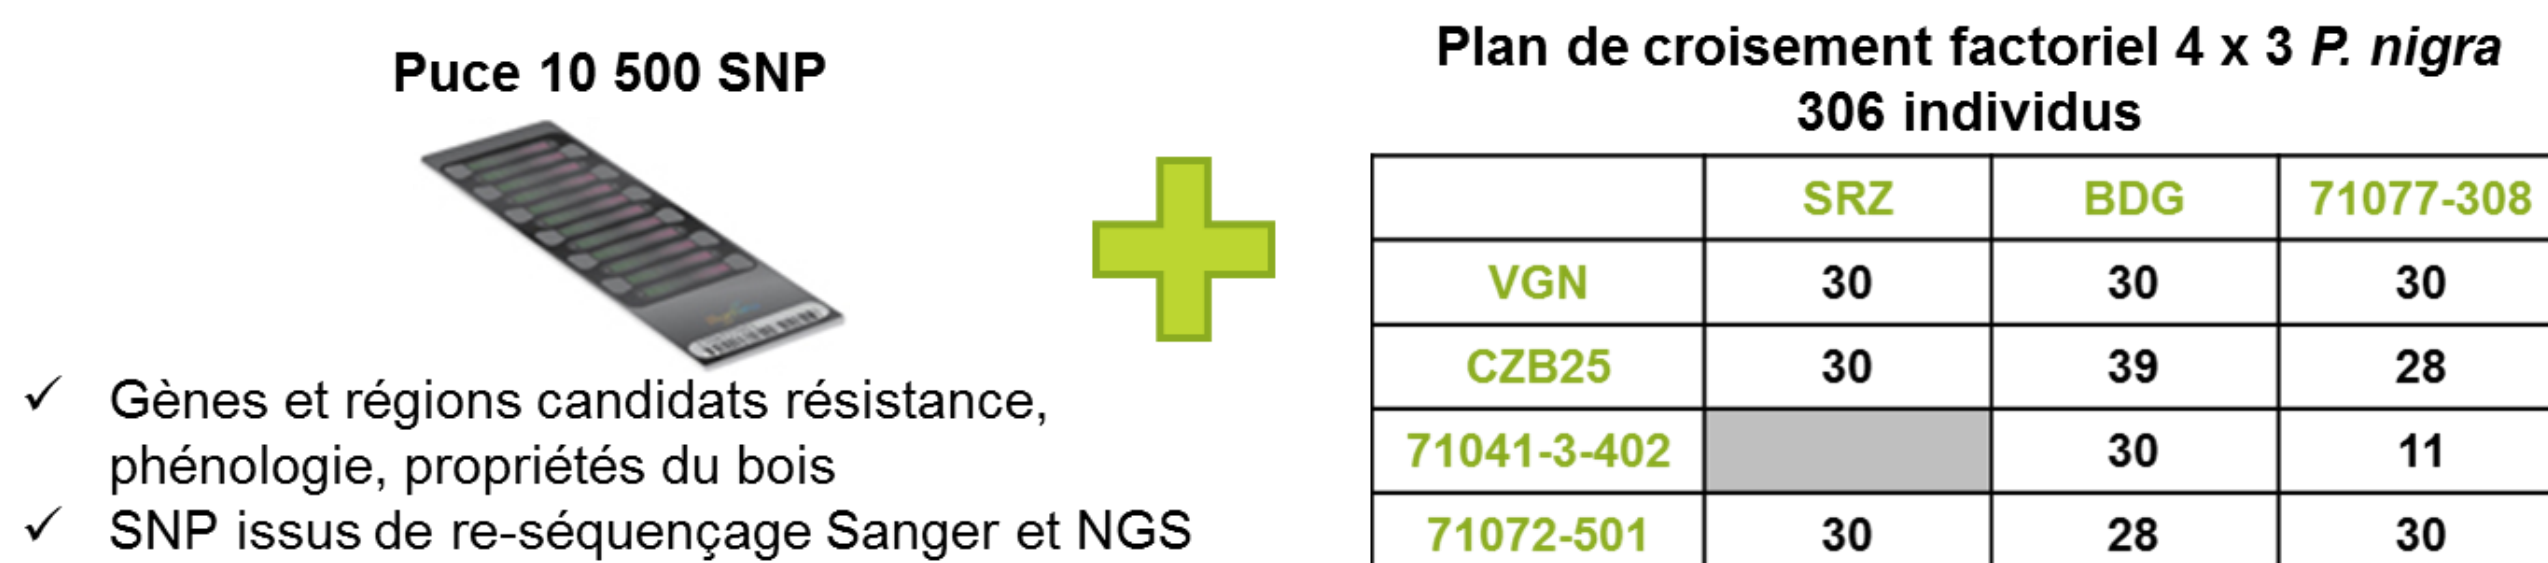 Puce 10 500 SNP
✓ Gènes et régions candidats résistance,
phénologie, propriétés du bois
✓ SNP issus de re-séquençage Sanger et NGS
Plan de croisement factoriel 4 x 3 P. nigra
306 individus
SRZ BDG 71077-308
VGN 30 30 30
CZB25 30 39 28
71041-3-402 30 11
71072-501 30 28 30